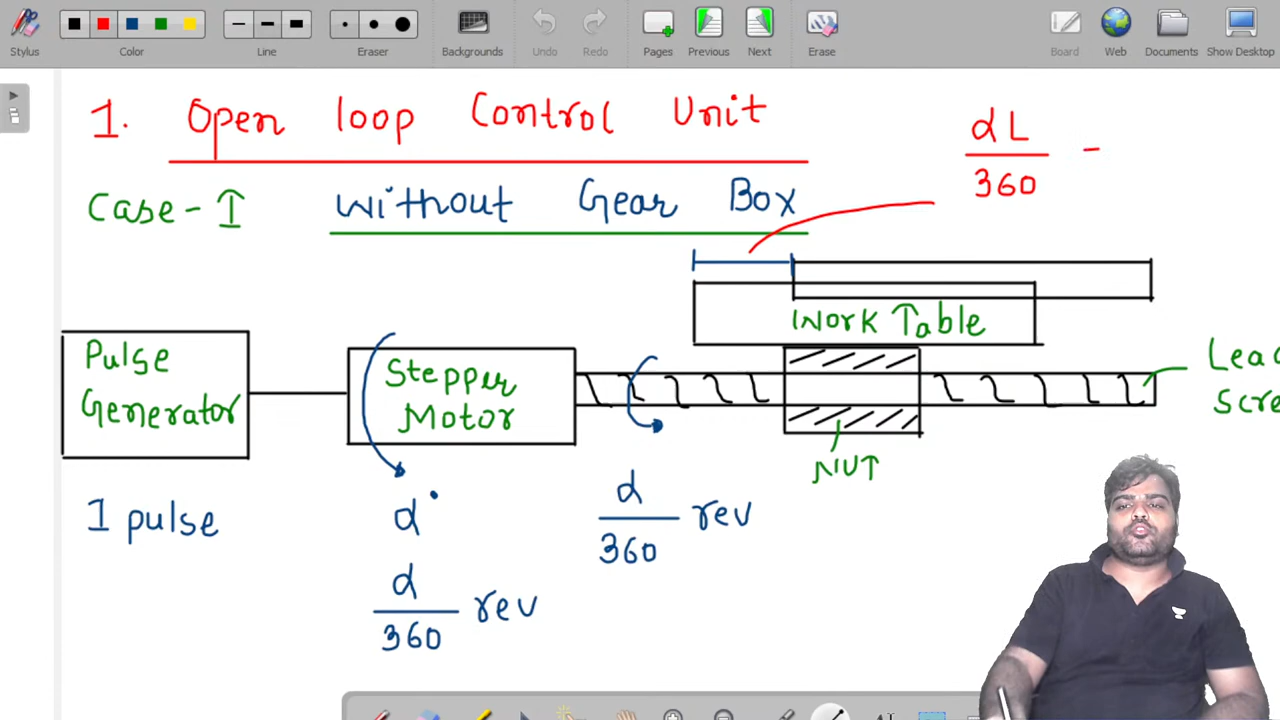 Stylus
Color
Line
Eraser
Backgrounds
Undo
Redo
Pages
Previous
Next
Erase
Board
Web
Documents
Show Desktop
1. Open loop Control Unit
Case-I without Gear Box
αL
360
-
Work Table
Pulse
Generator
Stepper
Motor
Lead
Scre
NUT
1 pulse
α°
α
360
rev
α
360
rev